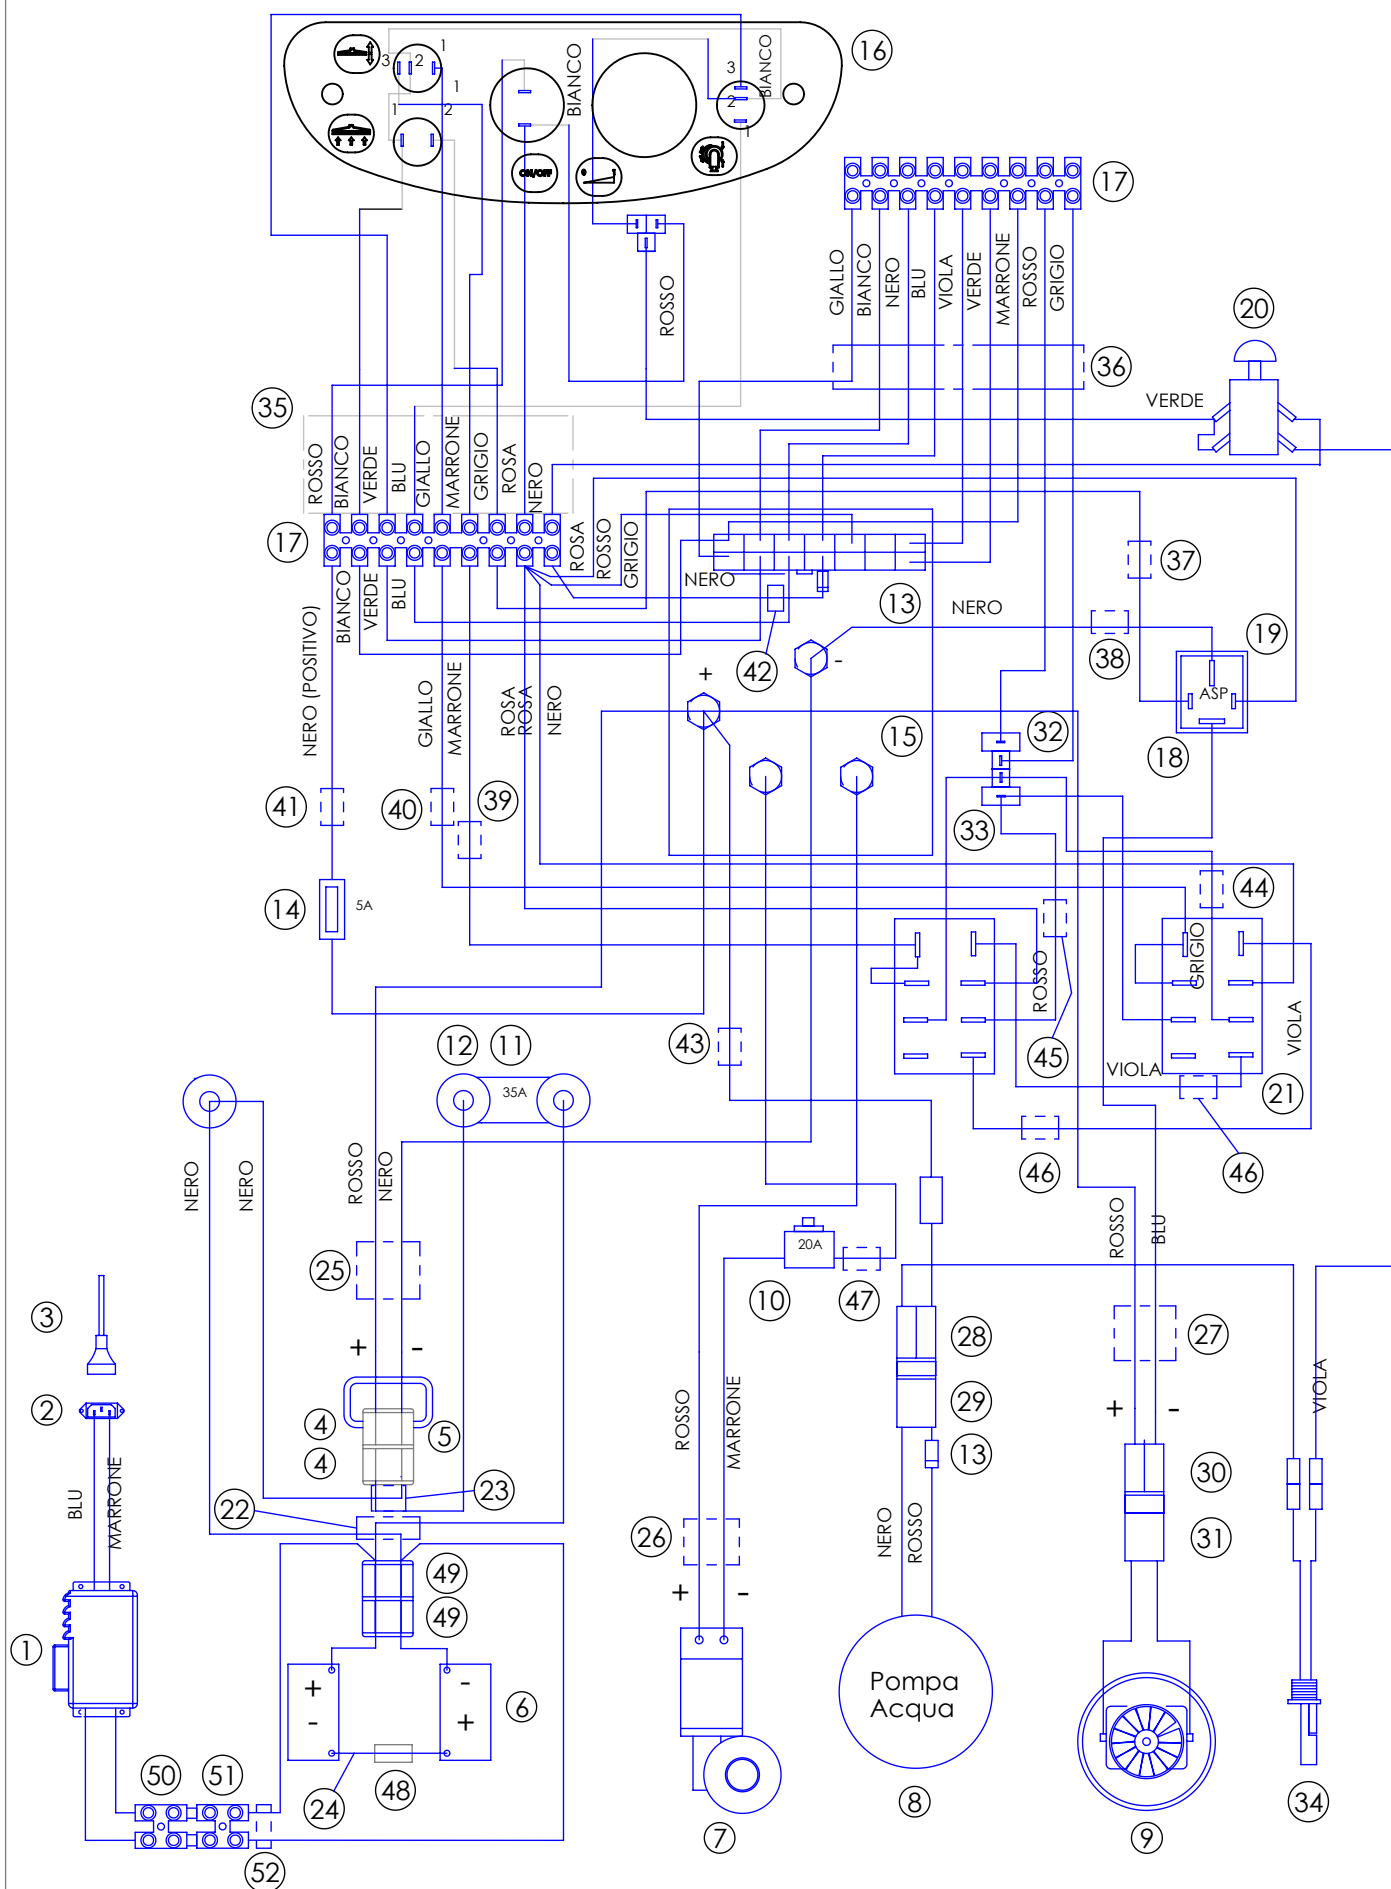 16
1
3
2
1
1
2
BIANCO
3
2
1
BIANCO
ON/OFF
0
17
GIALLO
BIANCO
NERO
BLU
VIOLA
VERDE
MARRONE
ROSSO
GRIGIO
ROSSO
20
36
VERDE
35
ROSSO
BIANCO
VERDE
BLU
GIALLO
MARRONE
GRIGIO
ROSA
NERO
17
ROSA
ROSSO
GRIGIO
NERO
37
13
NERO
42
38
19
ASP
18
-
+
NERO (POSITIVO)
BIANCO
VERDE
BLU
GIALLO
MARRONE
ROSA
ROSA
NERO
15
32
33
41
40
39
14
5A
44
GRIGIO
ROSSO
VIOLA
45
VIOLA
21
43
12
11
35A
46
46
NERO
NERO
ROSSO
NERO
ROSSO
BLU
25
20A
10
47
3
28
27
+
-
2
4
4
5
29
13
ROSSO
MARRONE
+
-
VIOLA
30
31
BLU
MARRONE
23
22
26
NERO
ROSSO
49
49
+
-
1
+
-
-
+
6
Pompa
Acqua
50
51
24
48
7
8
9
34
52